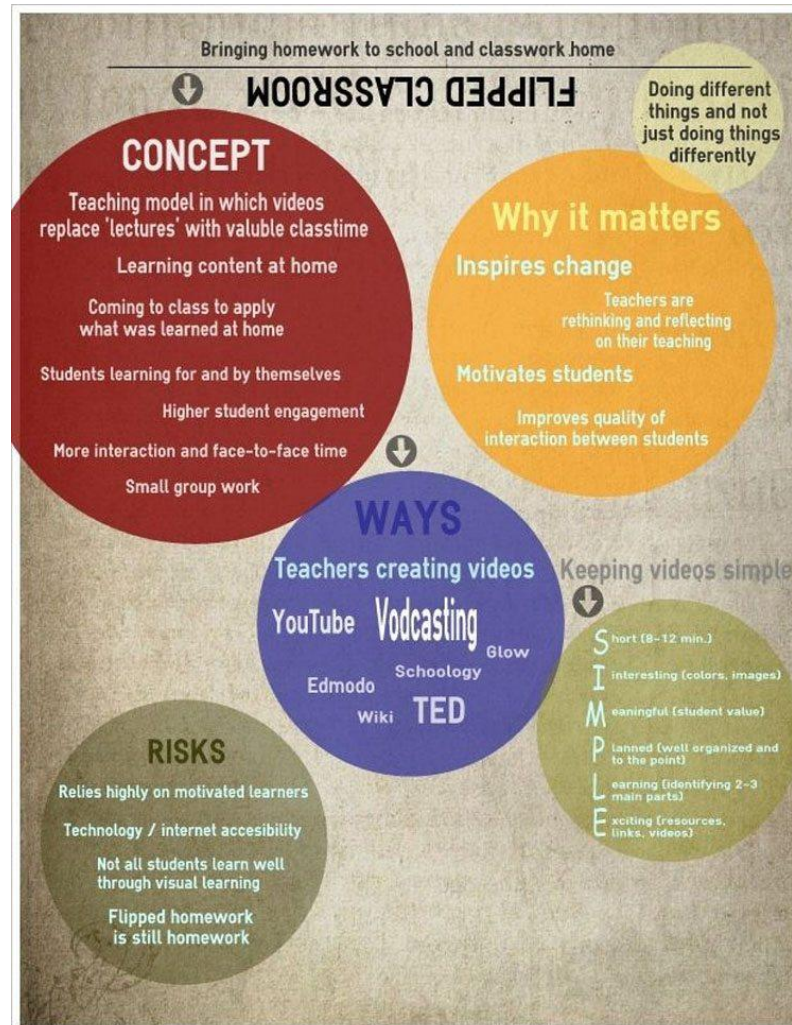 Bringing homework to school and classwork home
FLIPPED CLASSROOM
Doing different
things and not
just doing things
differently
CONCEPT
Teaching model in which videos
replace 'lectures' with valuble classtime
Learning content at home
Coming to class to apply
what was learned at home
Students learning for and by themselves
Higher student engagement
More interaction and face-to-face time
Small group work
Why it matters
Inspires change
Teachers are
rethinking and reflecting
on their teaching
Motivates students
Improves quality of
interaction between students
WAYS
Teachers creating videos
YouTube Vodcasting
Glow
Schoology
Edmodo
Wiki TED
Keeping videos simple
Short (8-12 min.)
Interesting (colors, images)
Meaningful (student value)
Planned (well organized and
to the point)
Learning (identifying 2-3
main parts)
Exciting (resources,
links, videos)
RISKS
Relies highly on motivated learners
Technology / internet accesibility
Not all students learn well
through visual learning
Flipped homework
is still homework